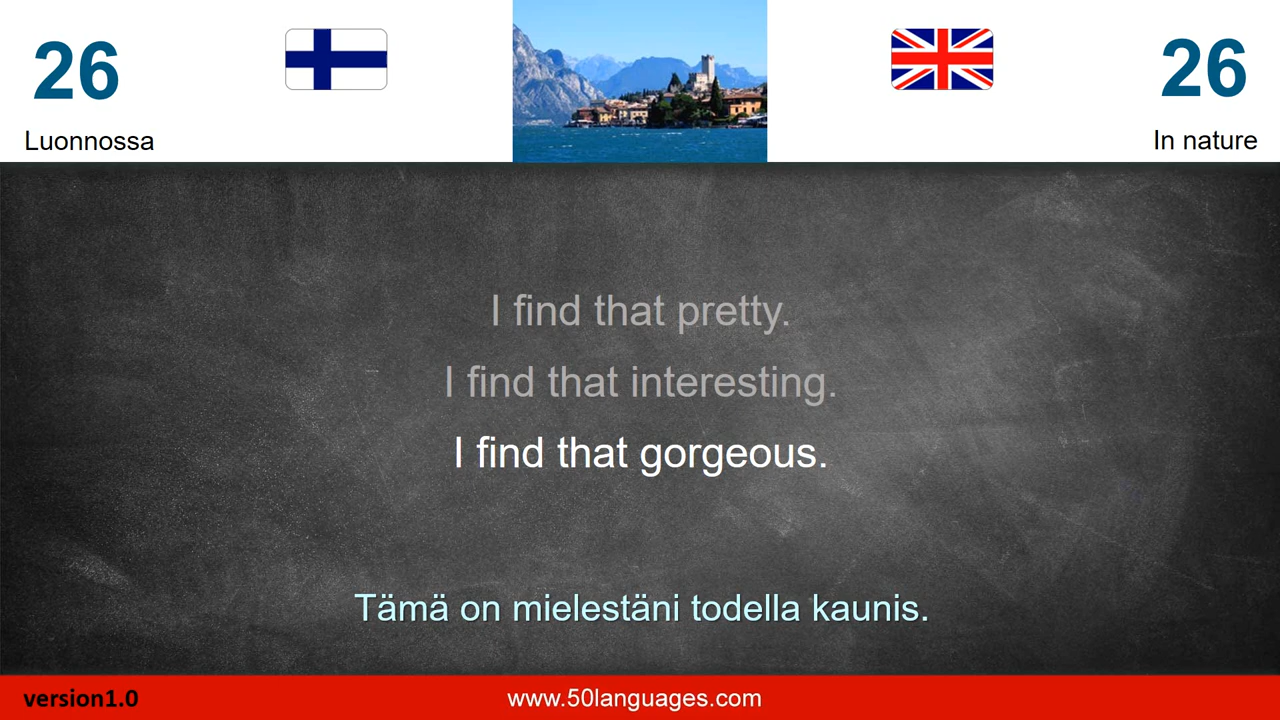 26
Luonnossa
26
In nature
I find that pretty.
I find that interesting.
I find that gorgeous.
Tämä on mielestäni todella kaunis.
version1.0
www.50languages.com